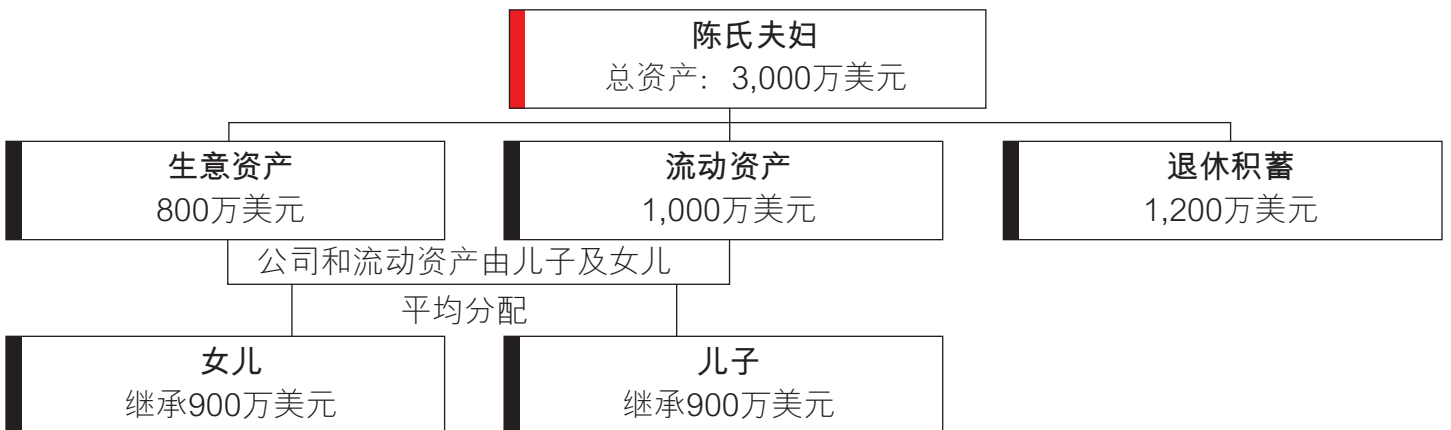 陈氏夫妇
总资产：3,000万美元
生意资产
800万美元
流动资产
1,000万美元
退休积蓄
1,200万美元
公司和流动资产由儿子及女儿
平均分配
女儿
继承900万美元
儿子
继承900万美元